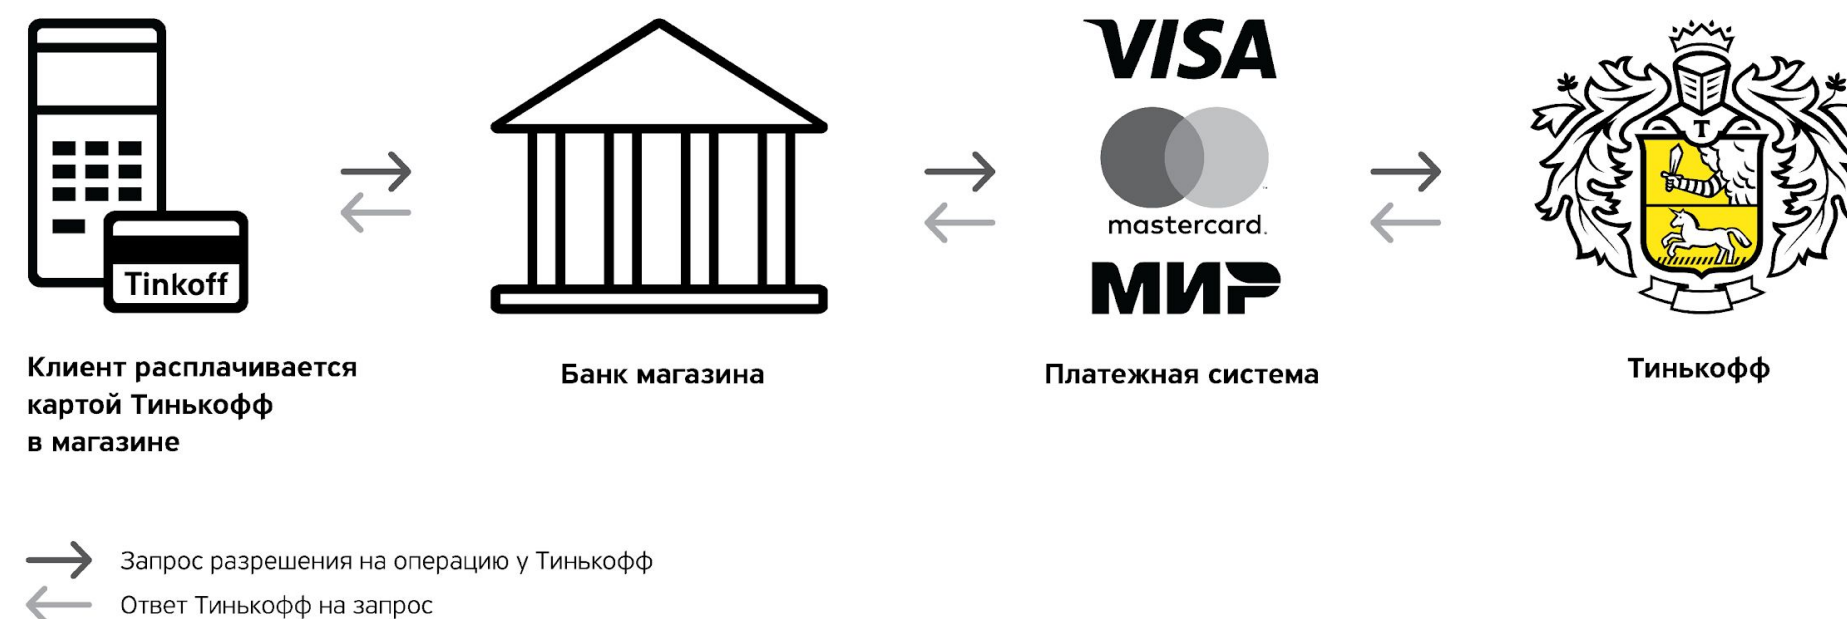 VISA
mastercard.
МИР
T
Tinkoff
Клиент расплачивается
картой Тинькофф
в магазине
Банк магазина
Платежная система
Тинькофф
Запрос разрешения на операцию у Тинькофф
Ответ Тинькофф на запрос